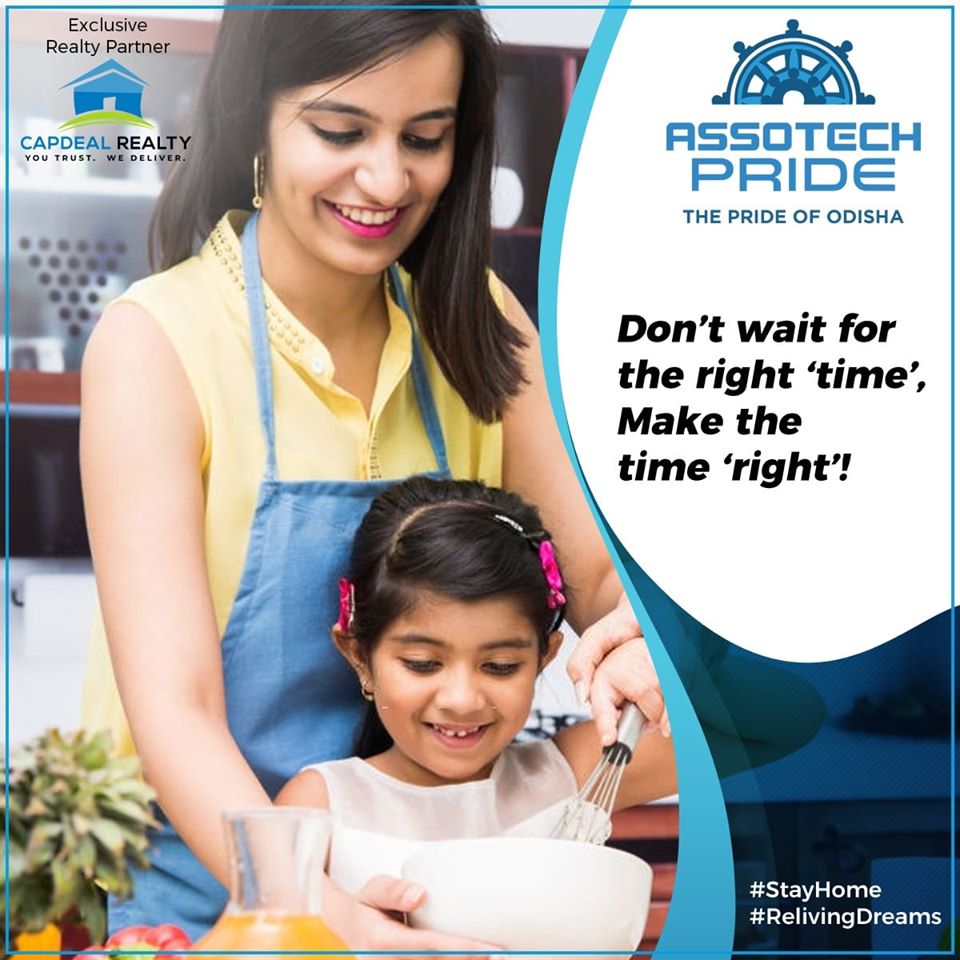 Exclusive
Realty Partner
CAPDEAL REALTY
YOU TRUST. WE DELIVER.
ASSOTECH
PRIDE
THE PRIDE OF ODISHA
Don’t wait for
the right ‘time’,
Make the
time ‘right’!
#StayHome
#RelivingDreams